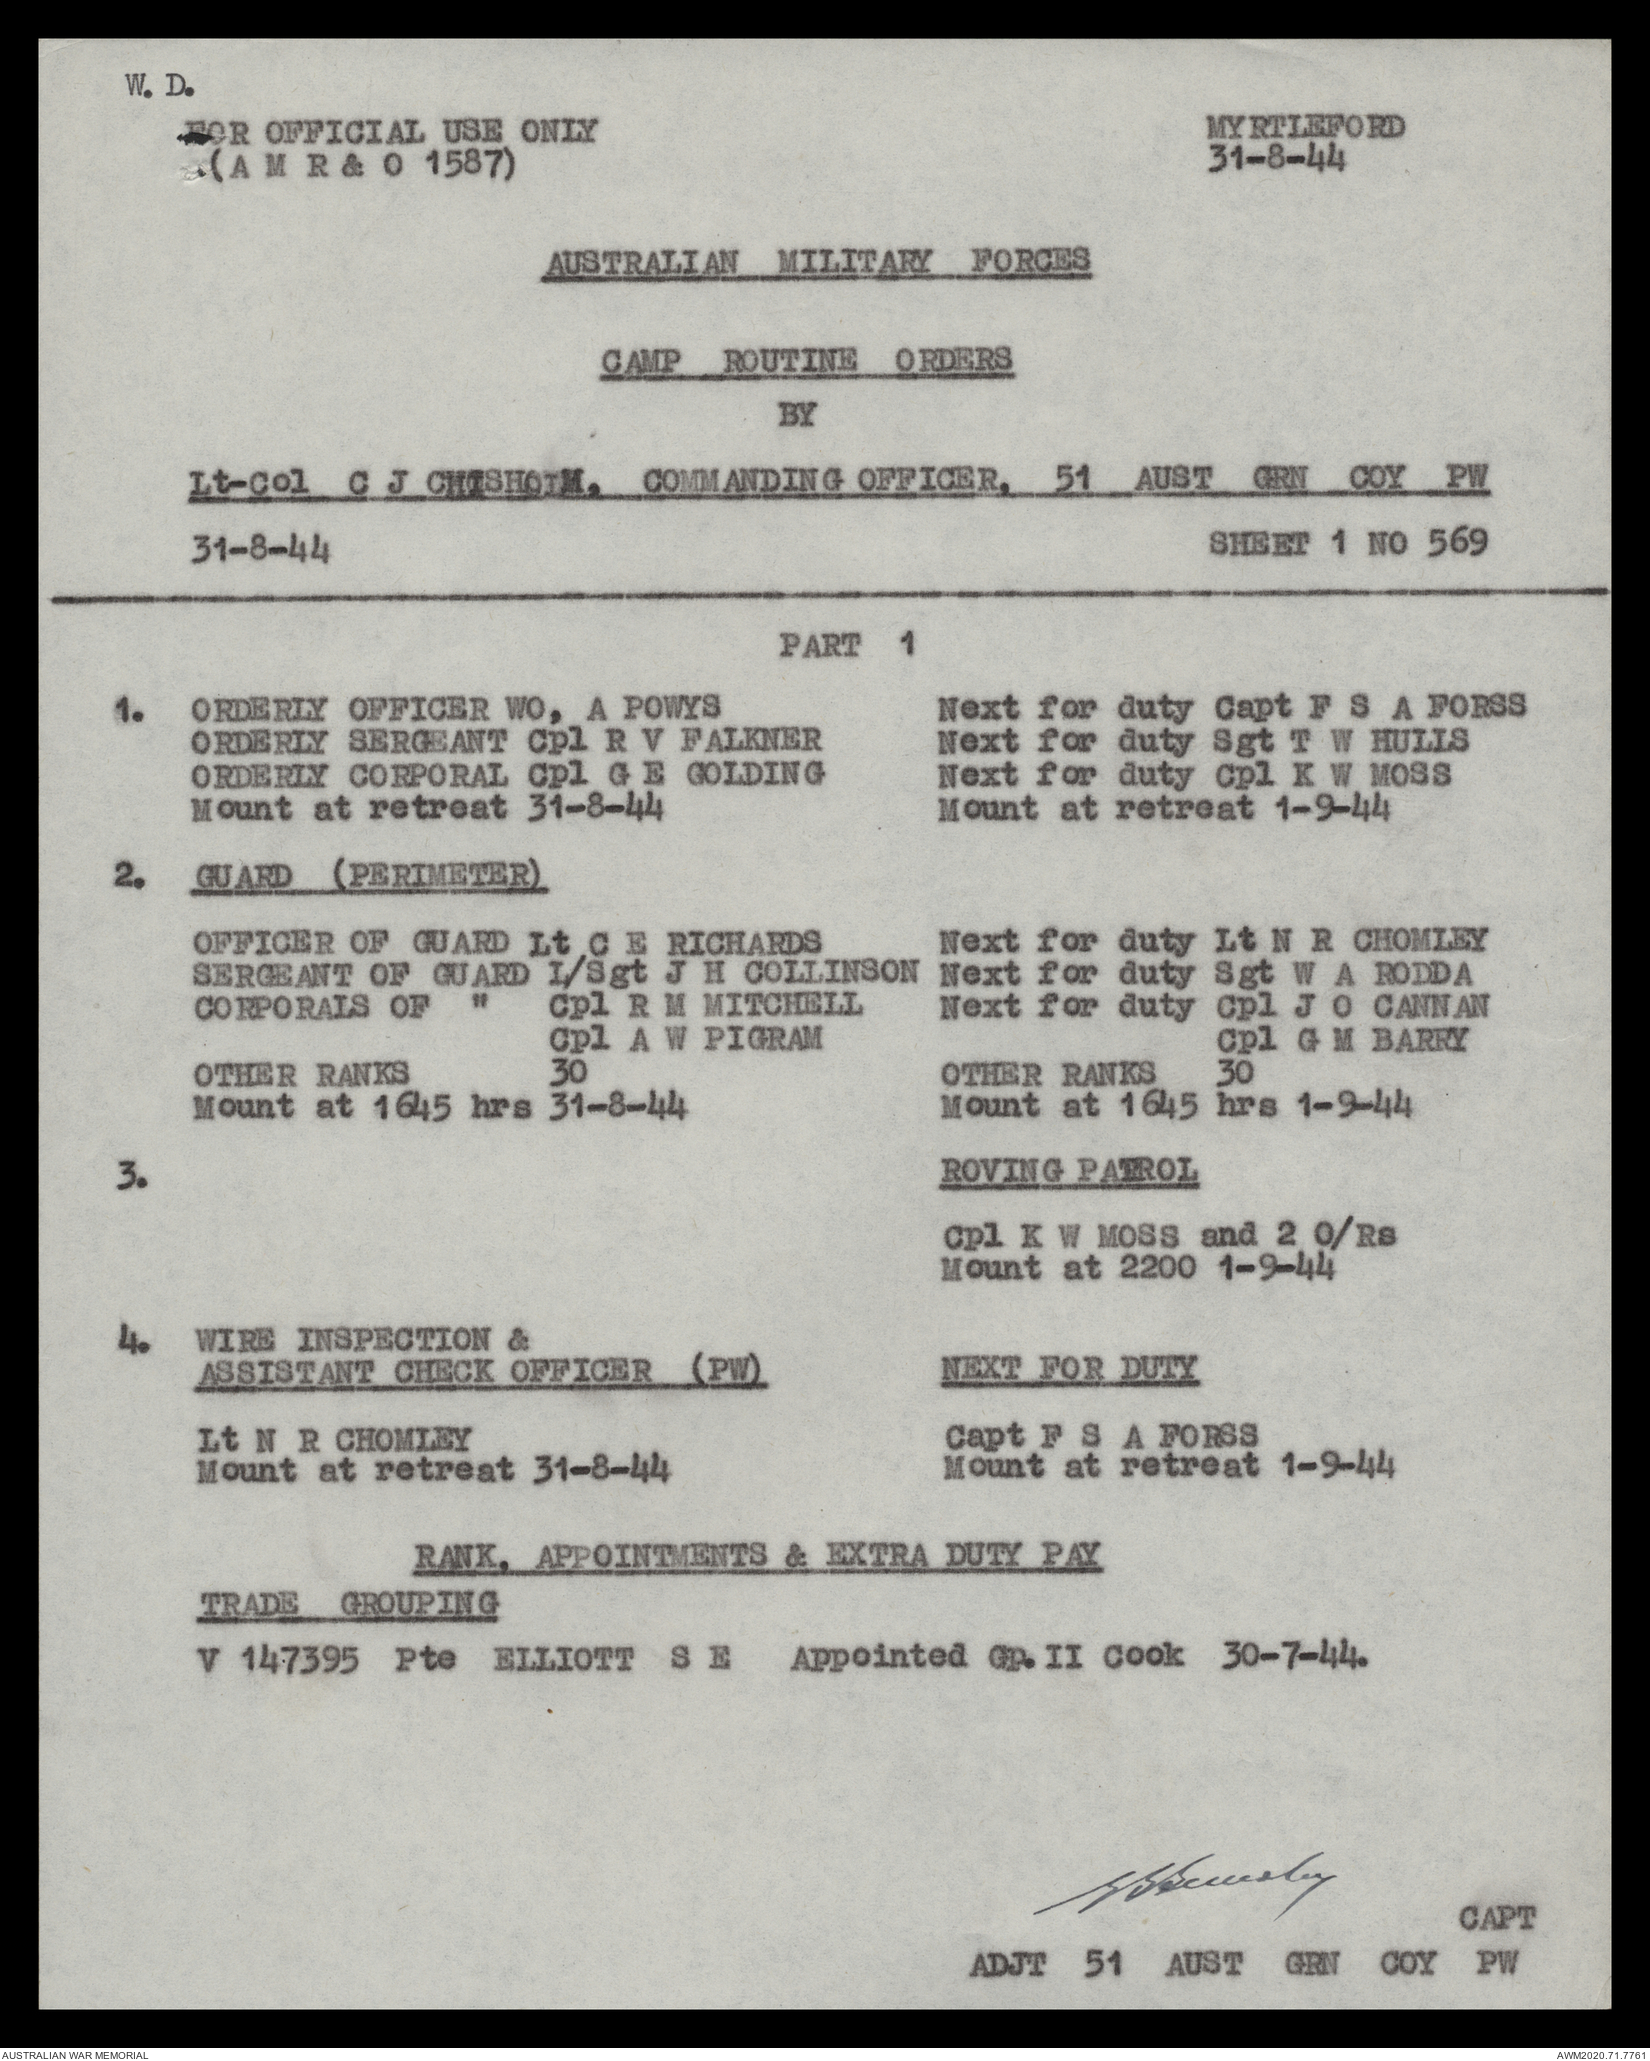 W. D.
FOR OFFICIAL USE ONLY
(A M R & O 1587)
MYRTLEFORD
31-8-44
AUSTRALIAN MILITARY FORCES
CAMP ROUTINE ORDERS
BY
Lt-Col C J CHISHOLM, COMMANDING OFFICER, 51 AUST GRN COY PW
31-8-44 SHEET 1 NO 569
PART 1
1. ORDERLY OFFICER WO, A POWYS Next for duty Capt F S A FORSS
ORDERLY SERGEANT Cpl R V FALKNER Next for duty Sgt T W HULLS
ORDERLY CORPORAL Cpl G E GOLDING Next for duty Cpl K W MOSS
Mount at retreat 31-8-44 Mount at retreat 1-9-44
2. GUARD (PERIMETER)
OFFICER OF GUARD Lt C E RICHARDS Next for duty Lt N R CHOMLEY
SERGEANT OF GUARD L/Sgt J H COLLINSON Next for duty Sgt W A RODDA
CORPORALS OF " Cpl R M MITCHELL Next for duty Cpl J O CANNAN
Cpl A W PIGRAM Cpl G M BARRY
OTHER RANKS 30 OTHER RANKS 30
Mount at 1645 hrs 31-8-44 Mount at 1645 hrs 1-9-44
3. ROVING PATROL
Cpl K W MOSS and 2 O/Rs
Mount at 2200 1-9-44
4. WIRE INSPECTION &
ASSISTANT CHECK OFFICER (PW) NEXT FOR DUTY
Lt N R CHOMLEY Capt F S A FORSS
Mount at retreat 31-8-44 Mount at retreat 1-9-44
RANK, APPOINTMENTS & EXTRA DUTY PAY
TRADE GROUPING
V 147395 Pte ELLIOTT S E Appointed Gp.II Cook 30-7-44.
CAPT
ADJT 51 AUST GRN COY PW
AUSTRALIAN WAR MEMORIAL AWM2020.71.7761